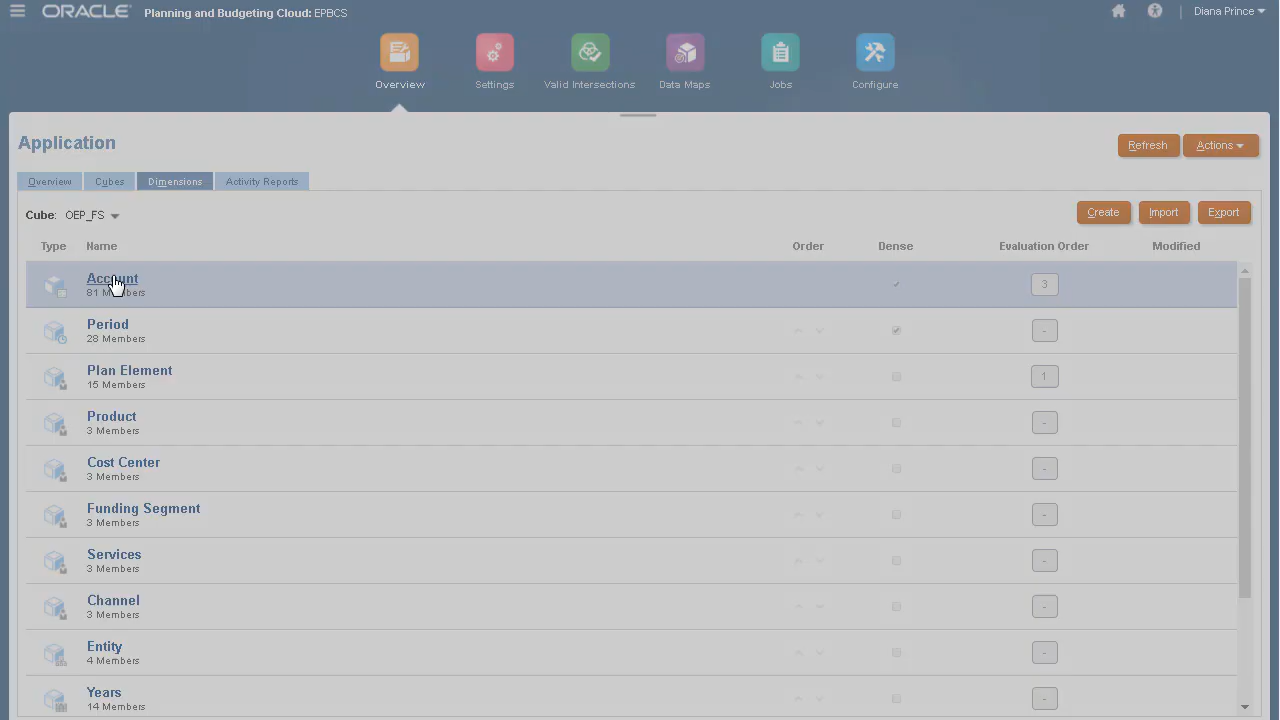 ORACLE Planning and Budgeting Cloud: EPBCS Diana Prince
Overview Settings Valid Intersections Data Maps Jobs Configure
Application Refresh Actions
Overview Cubes Dimensions Activity Reports
Cube: OEP_FS Create Import Export
Type Name Order Dense Evaluation Order Modified
Account 3
81 Members
Period -
28 Members
Plan Element 1
15 Members
Product -
3 Members
Cost Center -
3 Members
Funding Segment -
3 Members
Services -
3 Members
Channel -
3 Members
Entity -
4 Members
Years -
14 Members